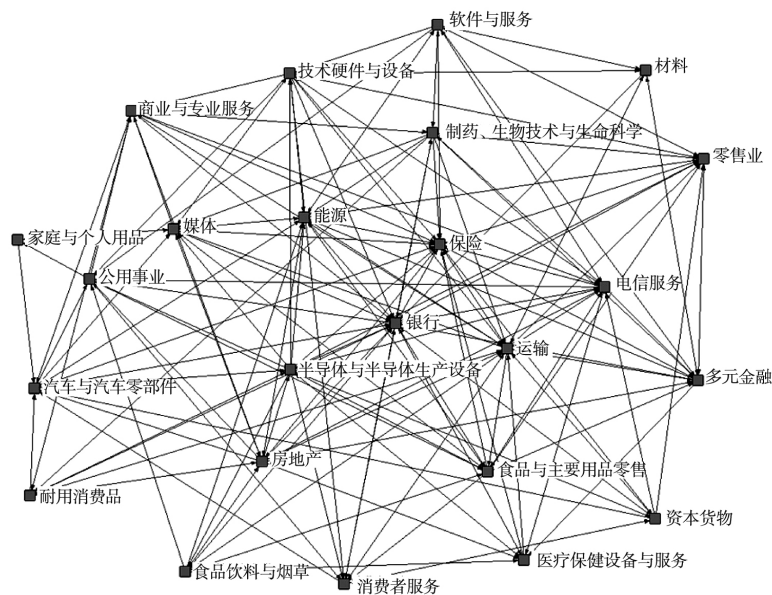 软件与服务
材料
技术硬件与设备
商业与专业服务
制药、生物技术与生命科学
零售业
能源
媒体
家庭与个人用品
保险
公用事业
电信服务
银行
运输
半导体与半导体生产设备
多元金融
汽车与汽车零部件
房地产
食品与主要用品零售
耐用消费品
资本货物
医疗保健设备与服务
食品饮料与烟草
消费者服务